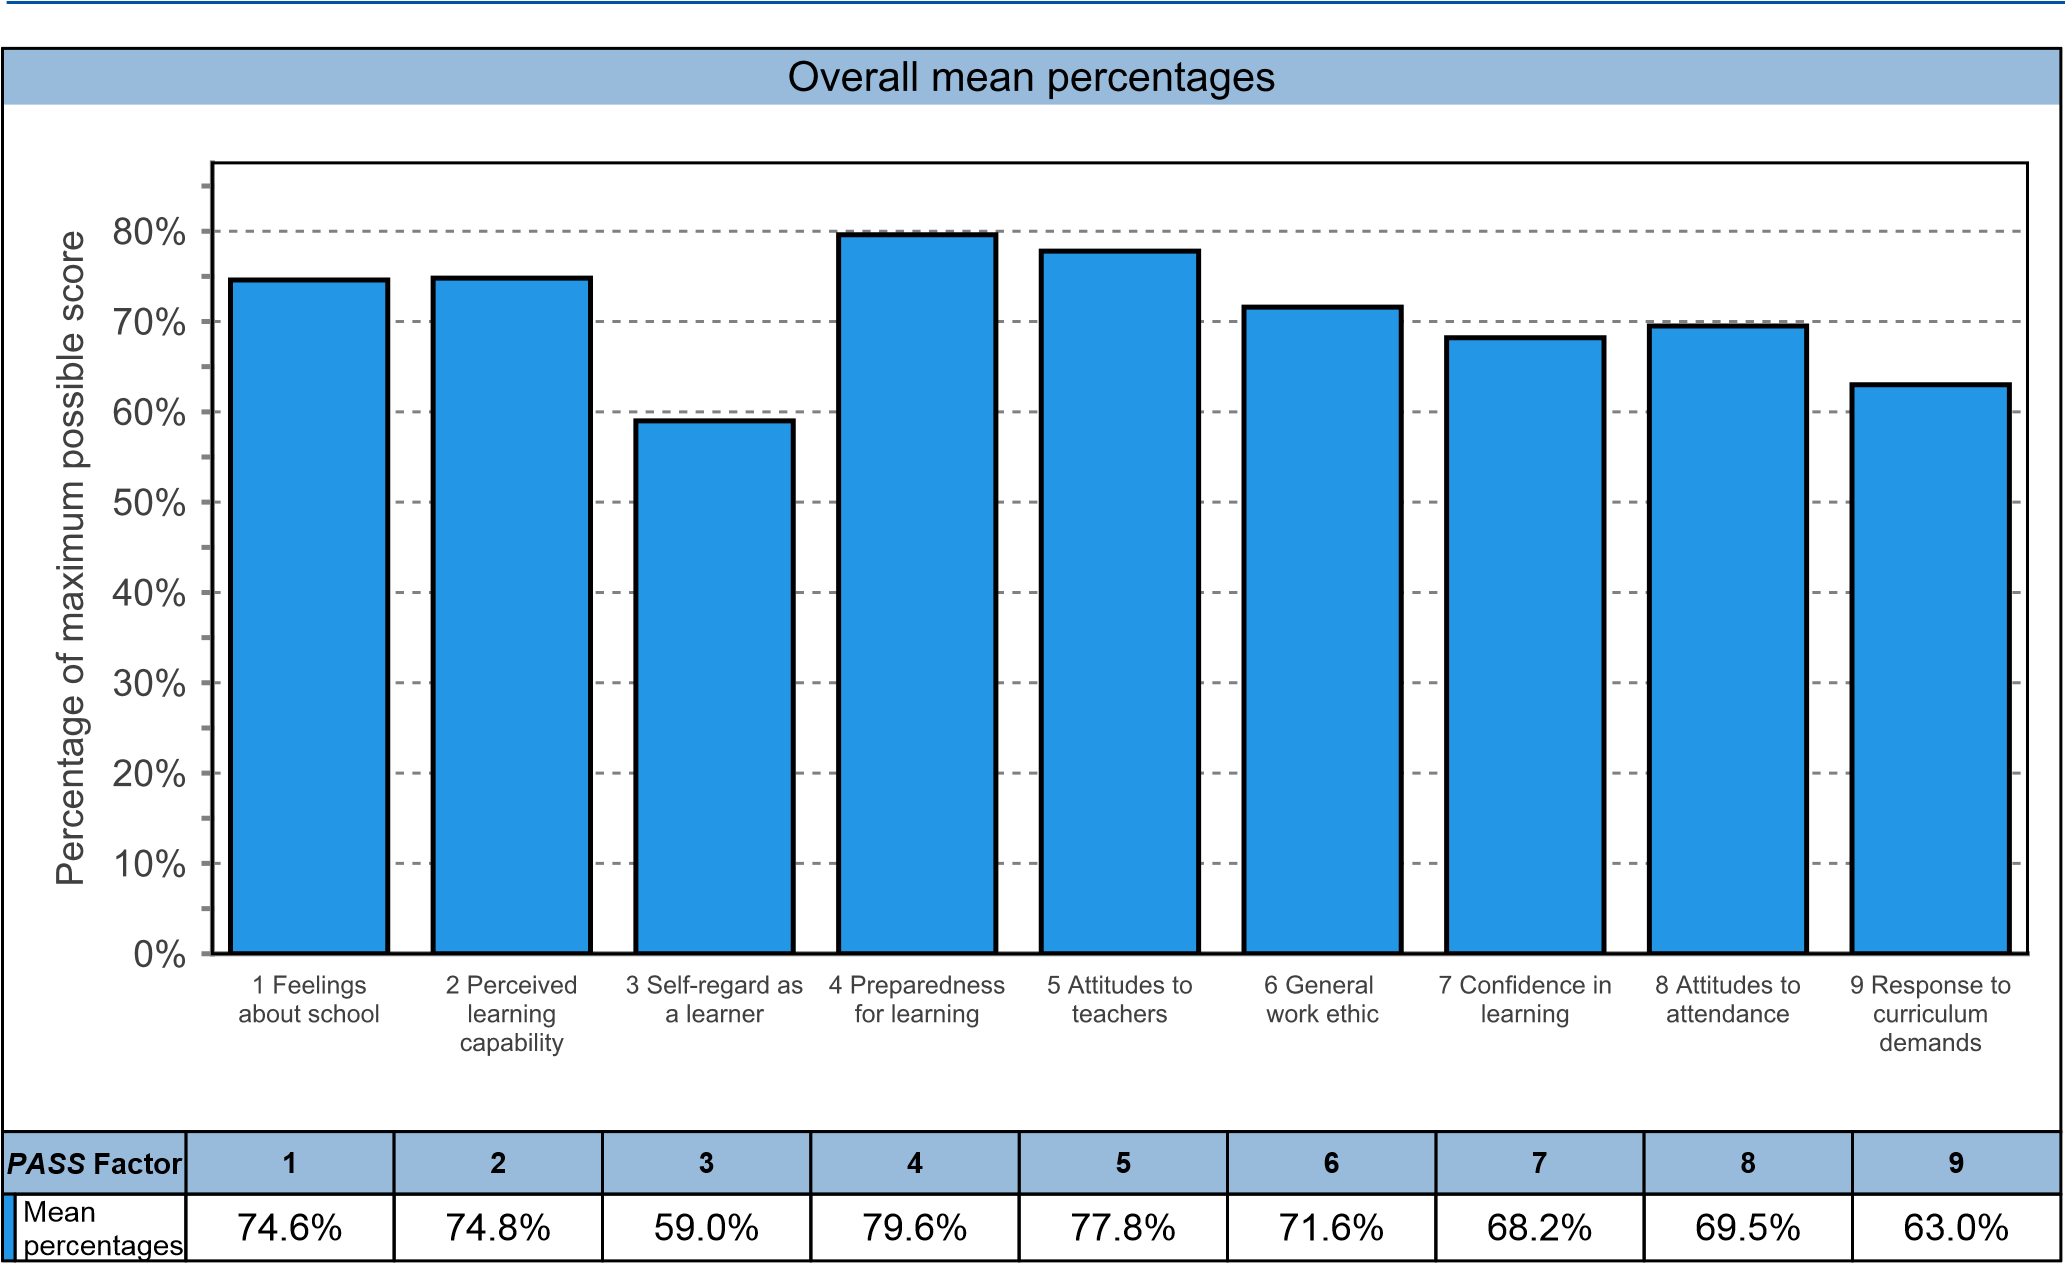 Overall mean percentages
Percentage of maximum possible score
80%
70%
60%
50%
40%
30%
20%
10%
0%
1 Feelings
about school
2 Perceived
learning
capability
3 Self-regard as
a learner
4 Preparedness
for learning
5 Attitudes to
teachers
6 General
work ethic
7 Confidence in
learning
8 Attitudes to
attendance
9 Response to
curriculum
demands
PASS Factor 1 2 3 4 5 6 7 8 9
Mean
percentages
74.6% 74.8% 59.0% 79.6% 77.8% 71.6% 68.2% 69.5% 63.0%